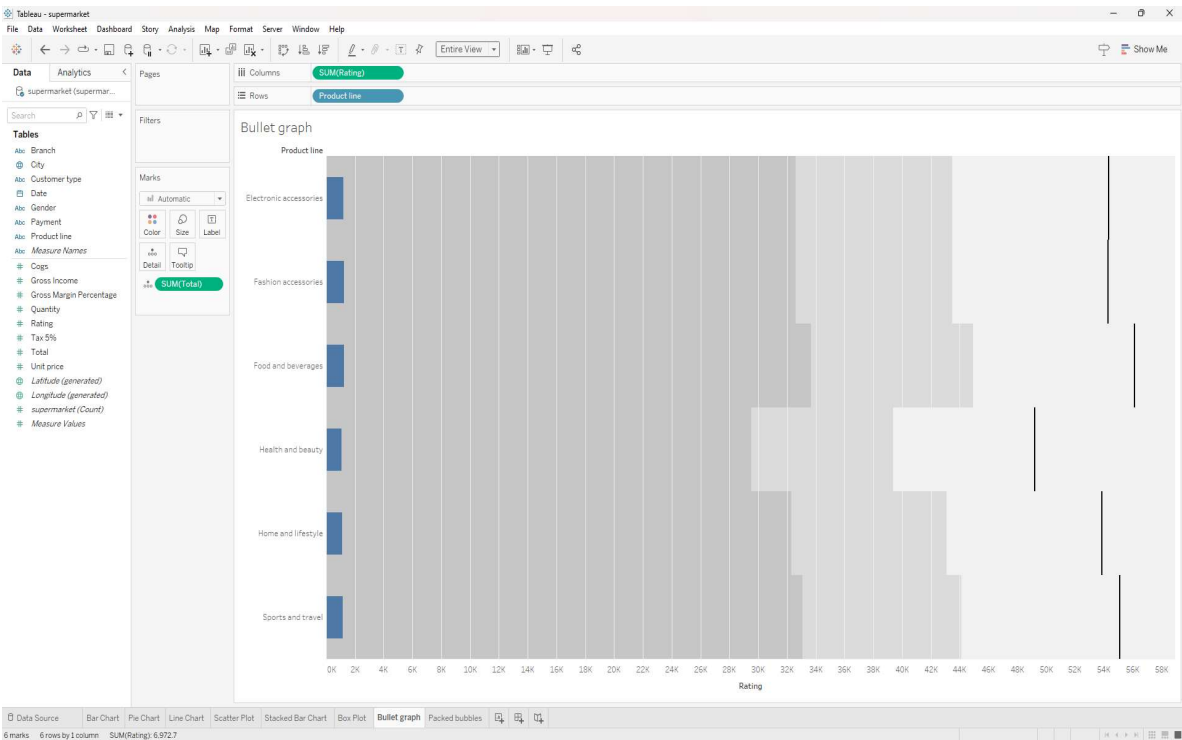 Tableau - supermarket
File Data Worksheet Dashboard Story Analysis Map Format Server Window Help
Entire View
Show Me
Data Analytics
supermarket (supermar...
Search
Tables
Abc Branch
City
Abc Customer type
Date
Abc Gender
Abc Payment
Abc Product line
Abc Measure Names
# Cogs
# Gross Income
# Gross Margin Percentage
# Quantity
# Rating
# Tax 5%
# Total
# Unit price
Latitude (generated)
Longitude (generated)
# supermarket (Count)
# Measure Values
Pages
Filters
Marks
Automatic
Color Size Label
Detail Tooltip
SUM(Total)
Columns SUM(Rating)
Rows Product line
Bullet graph
Product line
Electronic accessories
Fashion accessories
Food and beverages
Health and beauty
Home and lifestyle
Sports and travel
0K 2K 4K 6K 8K 10K 12K 14K 16K 18K 20K 22K 24K 26K 28K 30K 32K 34K 36K 38K 40K 42K 44K 46K 48K 50K 52K 54K 56K 58K
Rating
Data Source Bar Chart Pie Chart Line Chart Scatter Plot Stacked Bar Chart Box Plot Bullet graph Packed bubbles
6 marks 6 rows by 1 column SUM(Rating): 6,972.7